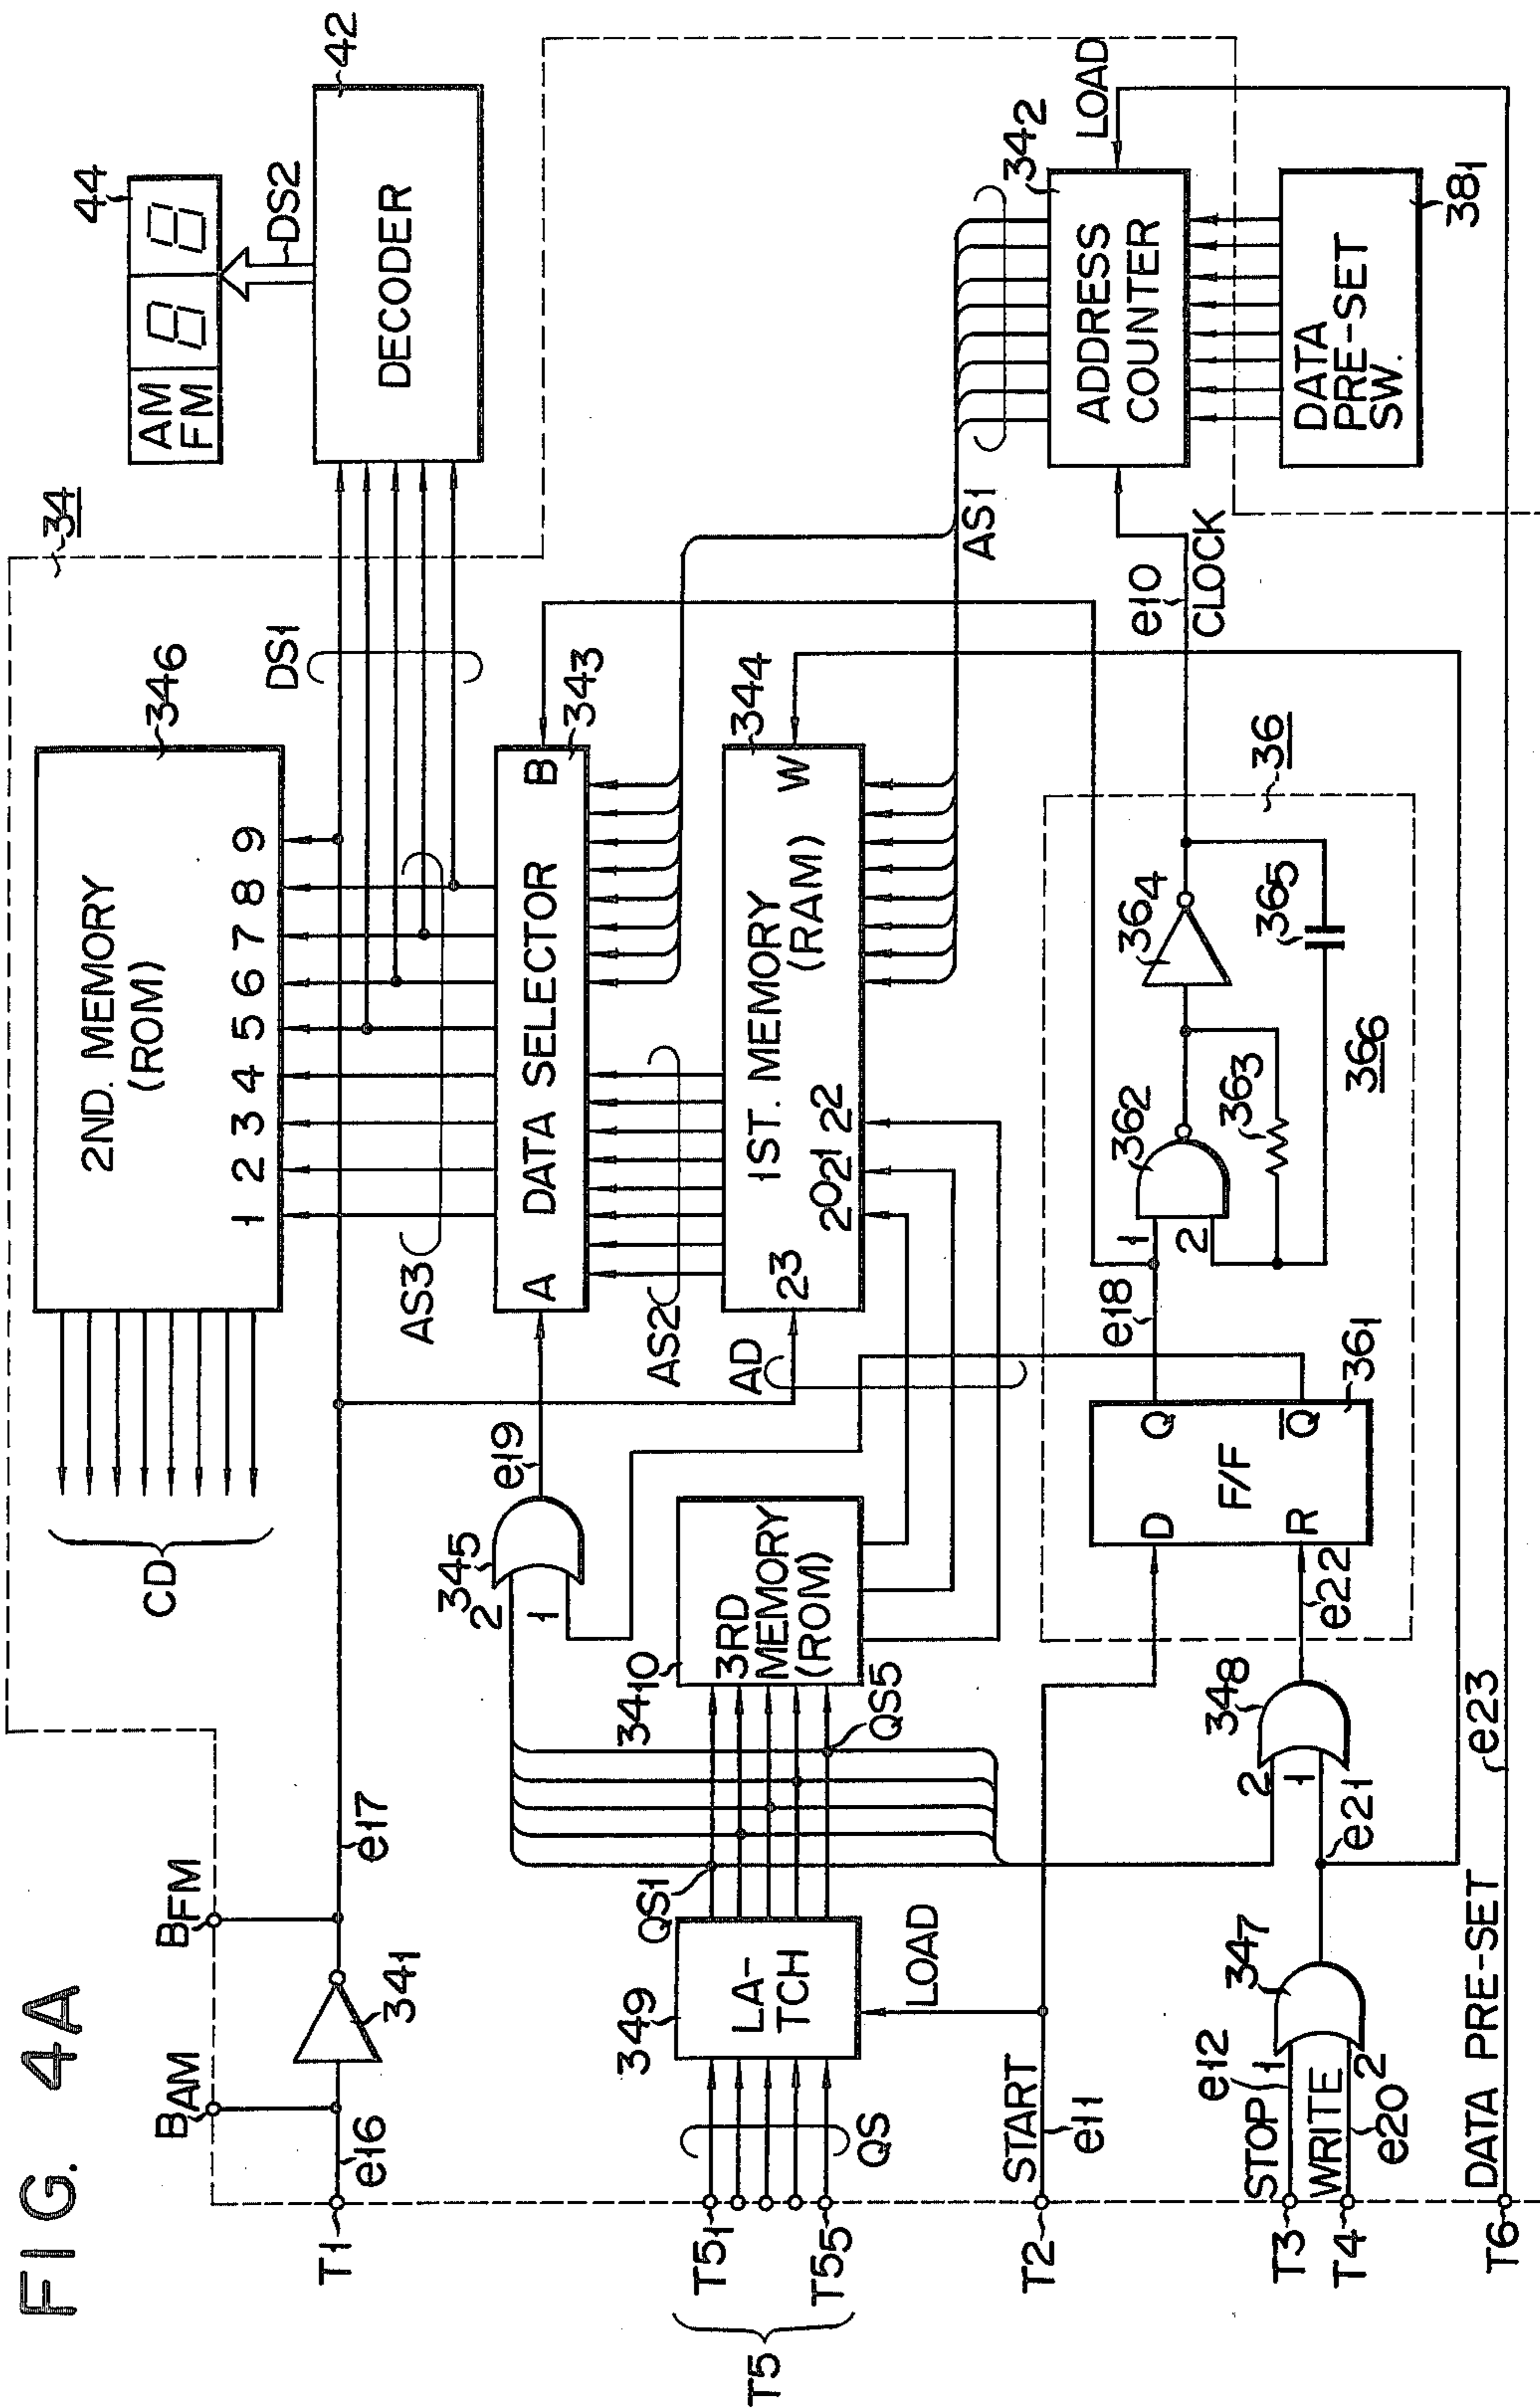 FIG. 4A
44
AM
FM
8 8
42
DS2
DECODER
34
346
2ND. MEMORY
(ROM)
1 2 3 4 5 6 7 8 9
CD
DS1
AS3
BAM
BFM
T1
e16
341
e17
345
2
1
e19
343
A DATA SELECTOR B
AS2
344
1ST. MEMORY
(RAM)
W
23 20 21 22
AD
AS1
342
LOAD
ADDRESS
COUNTER
DATA
PRE-SET
SW.
381
T5
T51
T55
QS
349
LA-
TCH
LOAD
QS1
QS5
3410
3RD
MEMORY
(ROM)
T2
START
e11
36
361
D Q
F/F
R Q
e18
1
2
362
363
364
365
366
e10
CLOCK
T3
STOP
e12
1
T4
WRITE
e20
2
347
e21
2
1
348
e22
T6
DATA PRE-SET
e23